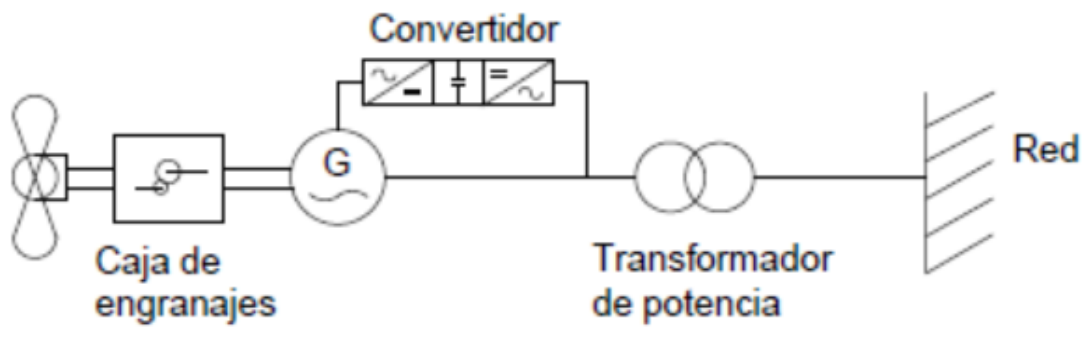 Convertidor
G
Red
Caja de
engranajes
Transformador
de potencia